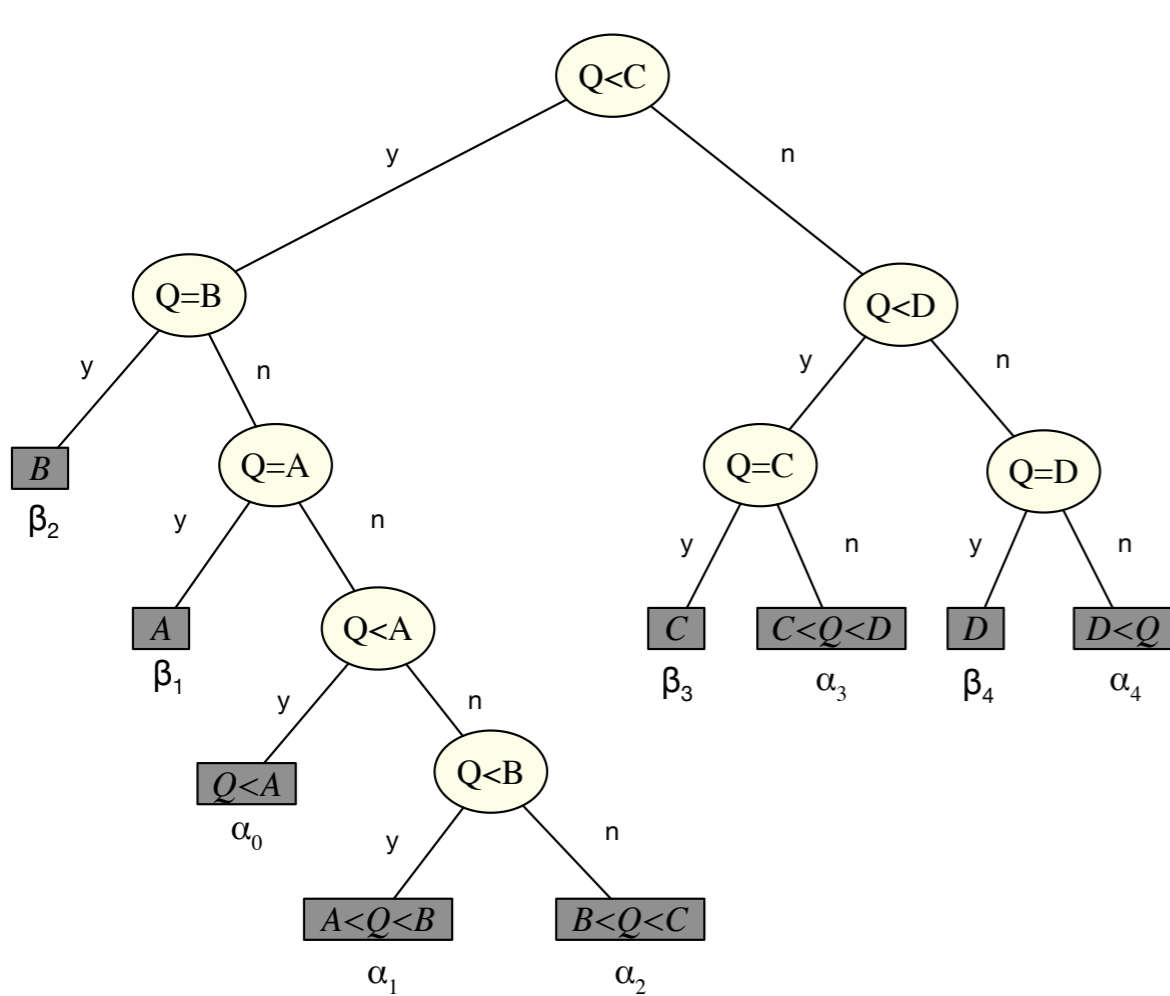 Q<C
y
n
Q=B
Q<D
y
n
y
n
B
β2
Q=A
Q=C
Q=D
y
n
y
n
y
n
A
β1
Q<A
C
β3
C<Q<D
α3
D
β4
D<Q
α4
y
n
Q<A
α0
Q<B
y
n
A<Q<B
α1
B<Q<C
α2